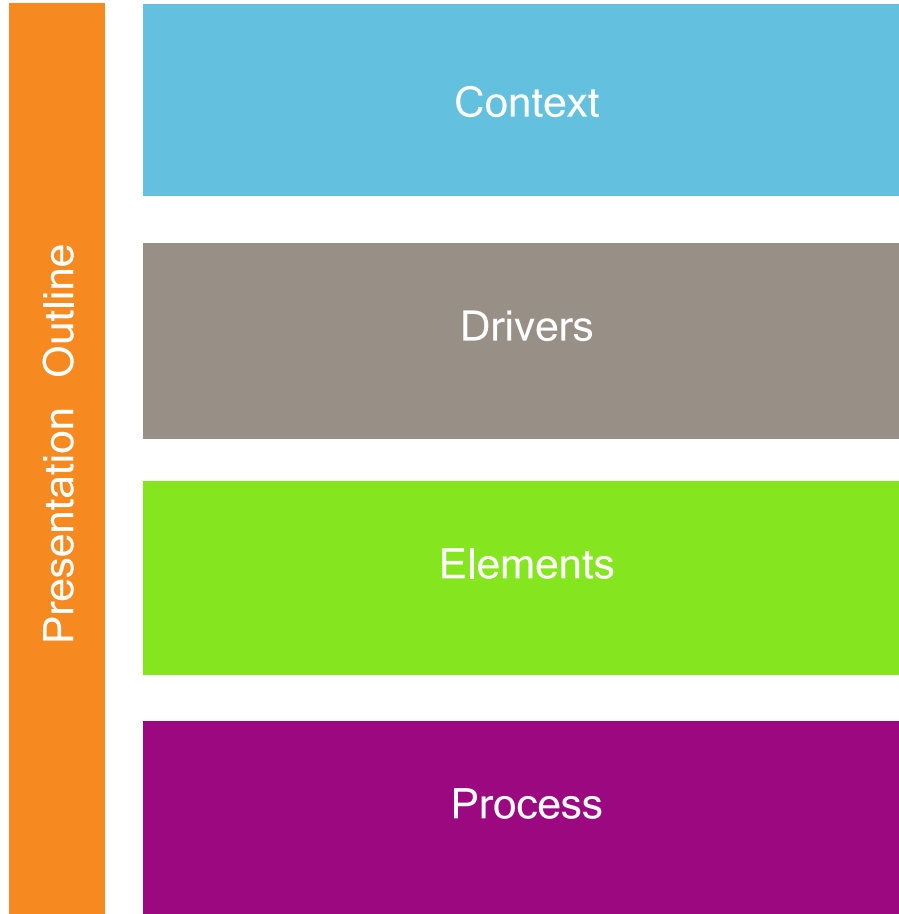 Presentation Outline
Context
Drivers
Elements
Process